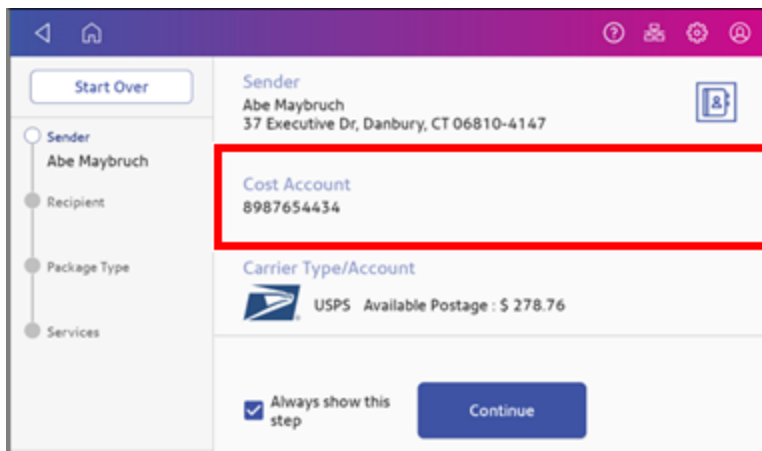 Start Over
Sender
Abe Maybruch
Recipient
Package Type
Services
Sender
Abe Maybruch
37 Executive Dr, Danbury, CT 06810-4147
Cost Account
8987654434
Carrier Type/Account
USPS Available Postage : $ 278.76
Always show this
step
Continue